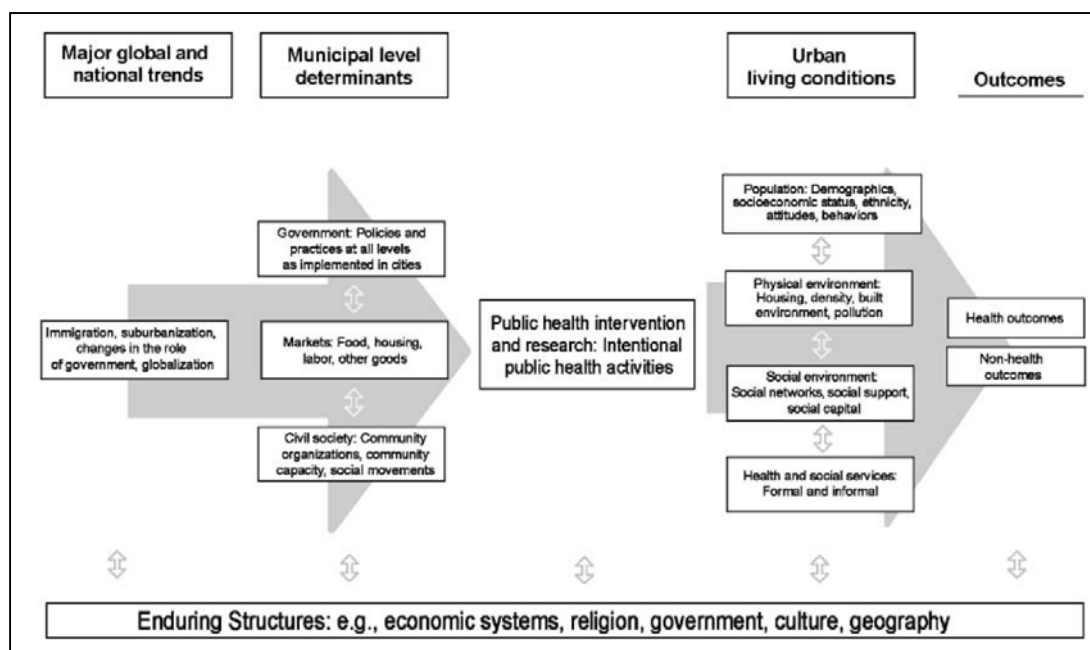 Major global and
national trends
Municipal level
determinants
Urban
living conditions
Outcomes
Immigration, suburbanization,
changes in the role
of government, globalization
Government: Policies and
practices at all levels
as implemented in cities
Markets: Food, housing,
labor, other goods
Civil society: Community
organizations, community
capacity, social movements
Public health intervention
and research: Intentional
public health activities
Population: Demographics,
socioeconomic status, ethnicity,
attitudes, behaviors
Physical environment:
Housing, density, built
environment, pollution
Social environment:
Social networks, social support,
social capital
Health and social services:
Formal and informal
Health outcomes
Non-health
outcomes
Enduring Structures: e.g., economic systems, religion, government, culture, geography